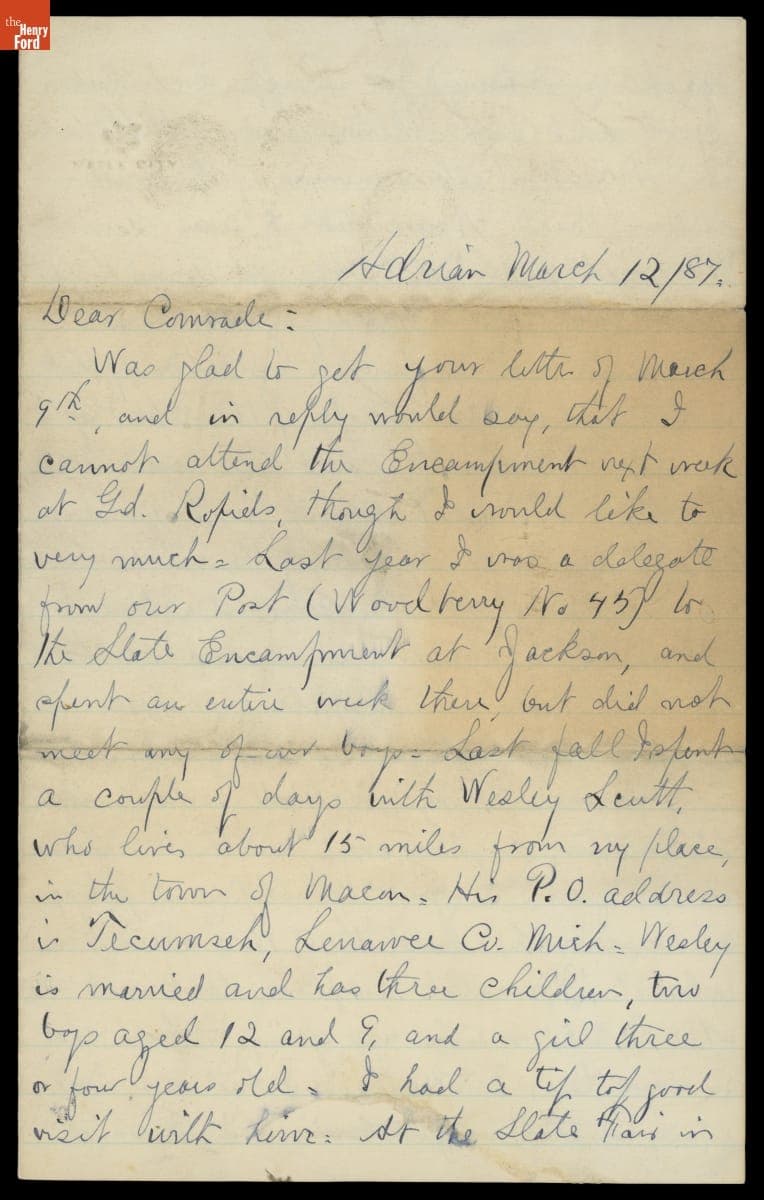 the
Henry
Ford
Adrian March 12/87.
Dear Comrade:
Was glad to get your letter of March
9th, and in reply would say, that I
cannot attend the Encampment next week
at Gd. Rapids, though I would like to
very much = Last year I was a delegate
from our Post (Woodberry No 45) to
the State Encampment at Jackson, and
spent an entire week there, but did not
meet any of our boys = Last fall I spent
a couple of days with Wesley Scutt,
who lives about 15 miles from my place,
in the town of Macon = His P.O. address
is Tecumseh, Lenawee Co. Mich = Wesley
is married and has three children, two
boys aged 12 and 9, and a girl three
or four years old = I had a tip top good
visit with him = At the State Fair in